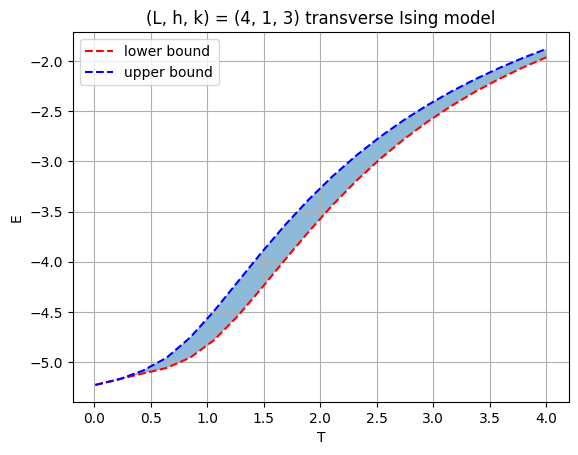 (L, h, k) = (4, 1, 3) transverse Ising model
lower bound
upper bound
−2.0
−2.5
−3.0
−3.5
−4.0
−4.5
−5.0
E
0.0 0.5 1.0 1.5 2.0 2.5 3.0 3.5 4.0
T